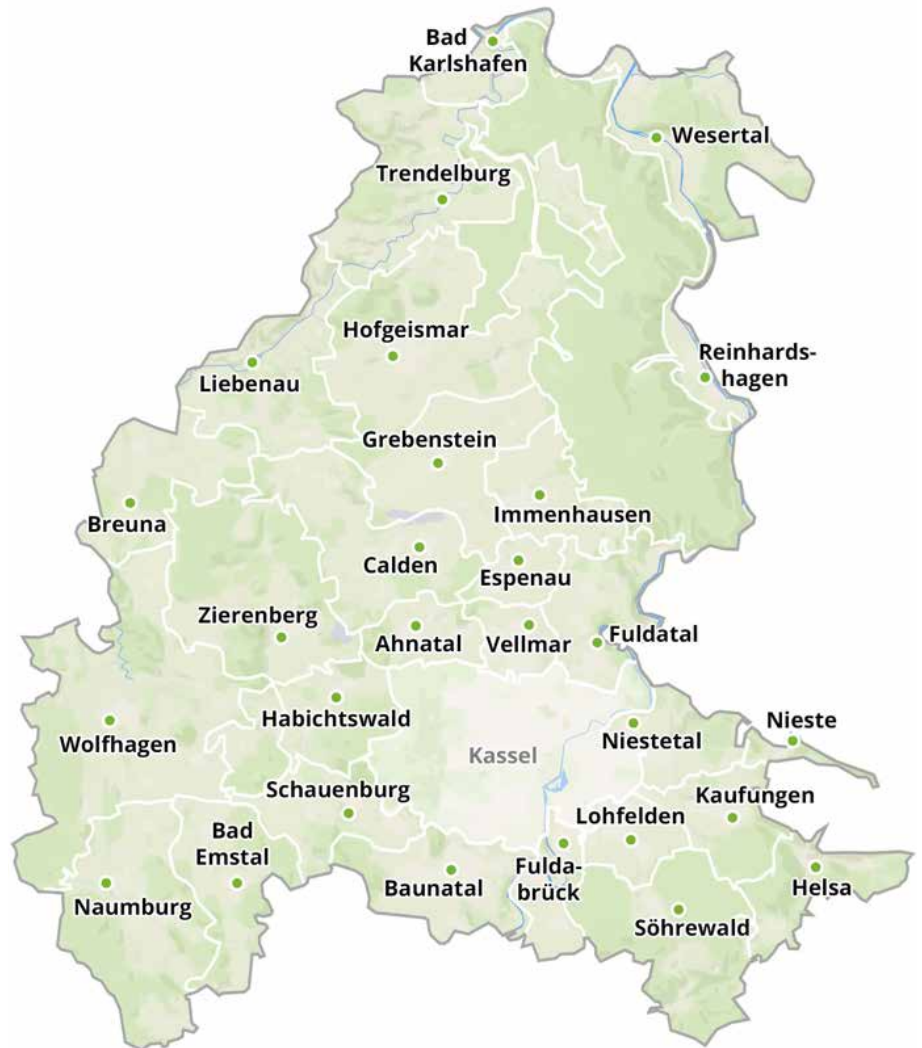 Bad
Karlshafen
Wesertal
Trendelburg
Hofgeismar
Reinhards-
hagen
Liebenau
Grebenstein
Immenhausen
Breuna
Calden
Espenau
Zierenberg
Ahnatal
Vellmar
Fuldatal
Habichtswald
Nieste
Wolfhagen
Kassel
Niestetal
Schauenburg
Kaufungen
Lohfelden
Bad
Emstal
Fulda-
brück
Baunatal
Helsa
Naumburg
Söhrewald